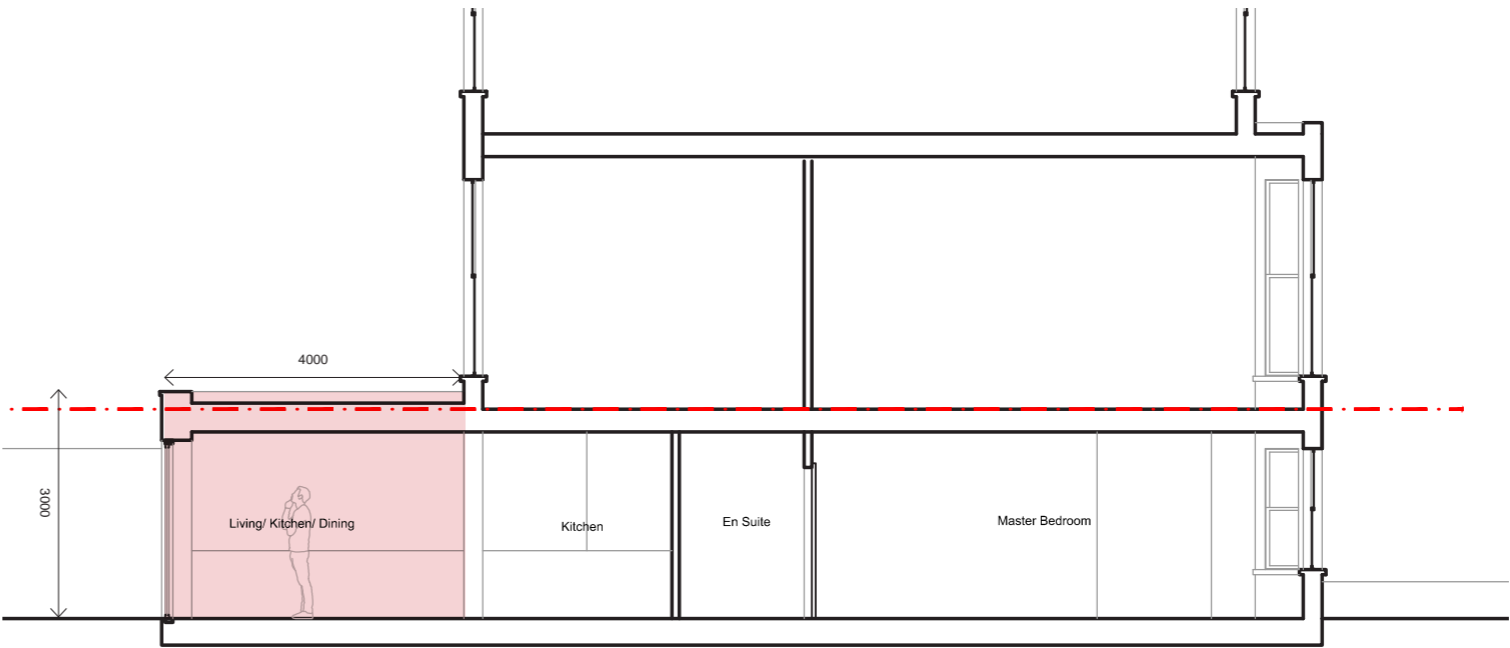 4000
3000
Living/ Kitchen/ Dining
Kitchen
En Suite
Master Bedroom